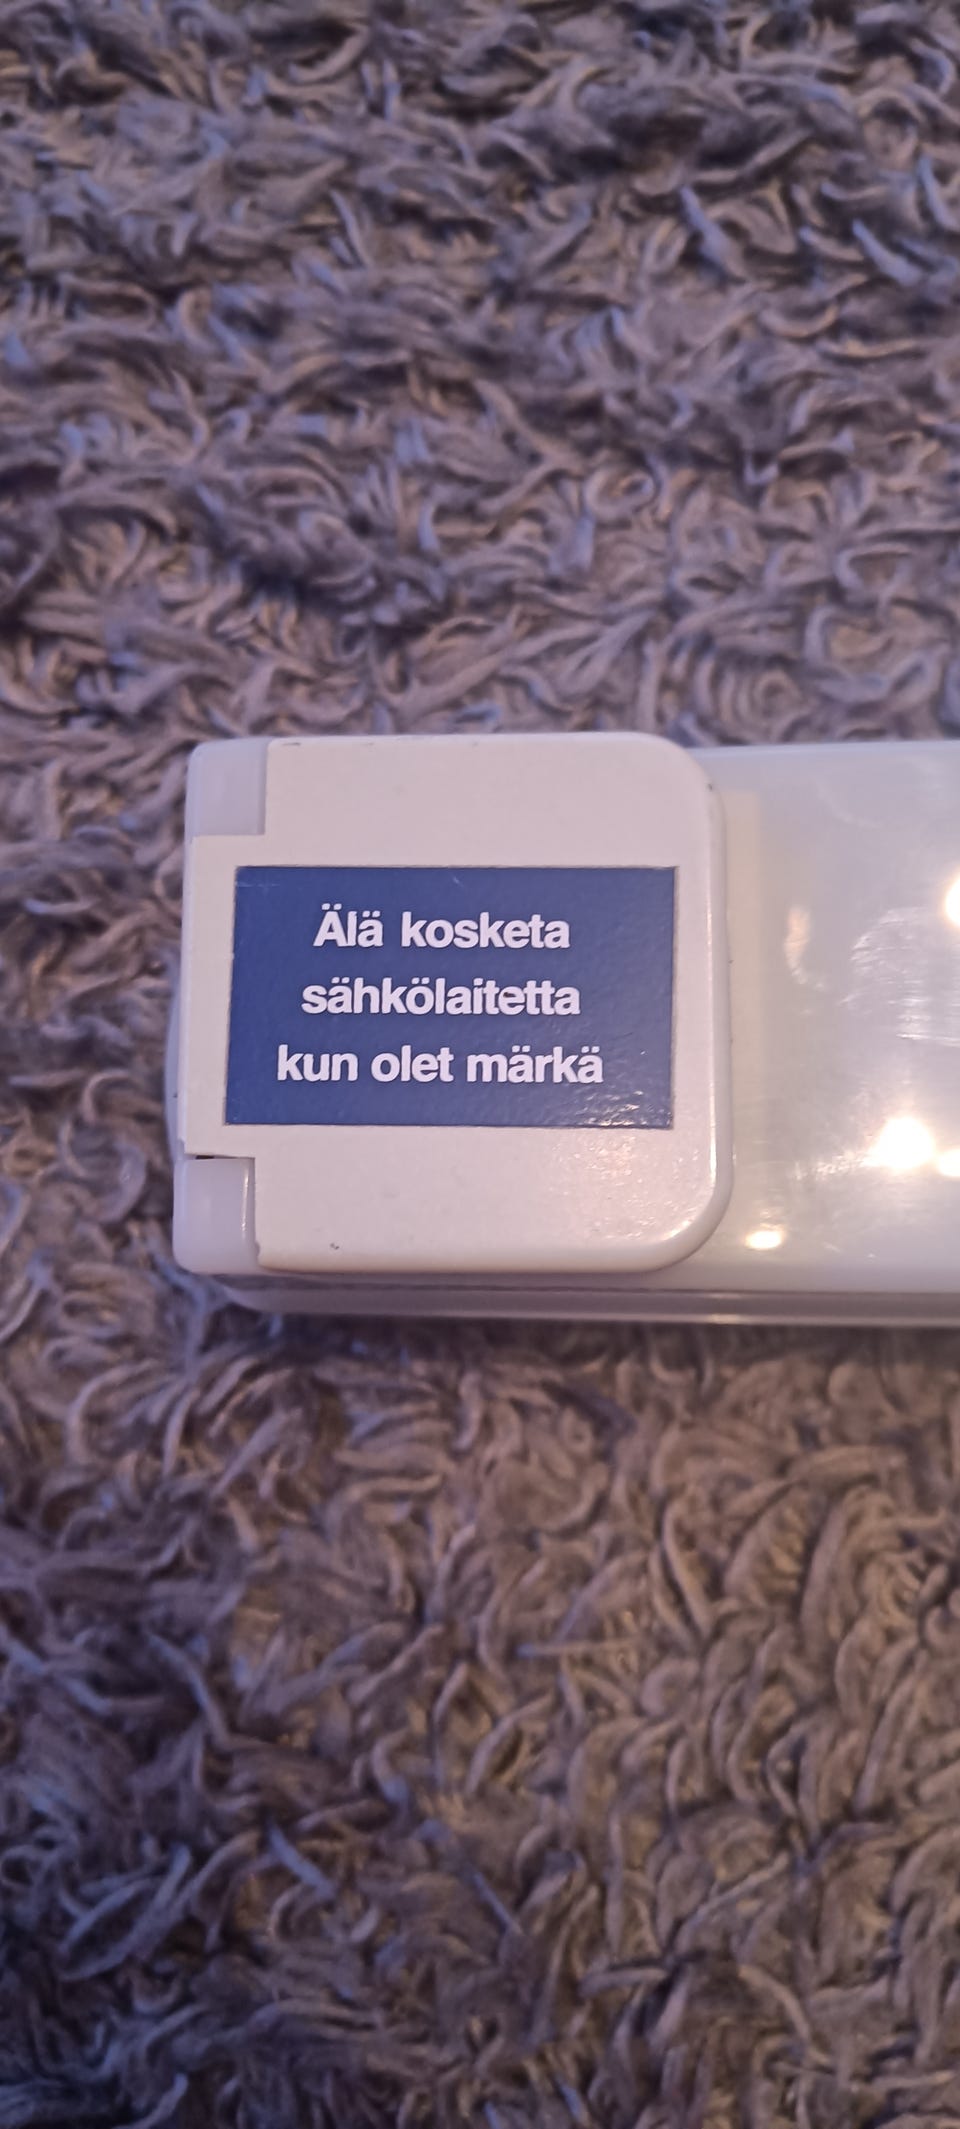 Älä kosketa
sähkölaitetta
kun olet märkä